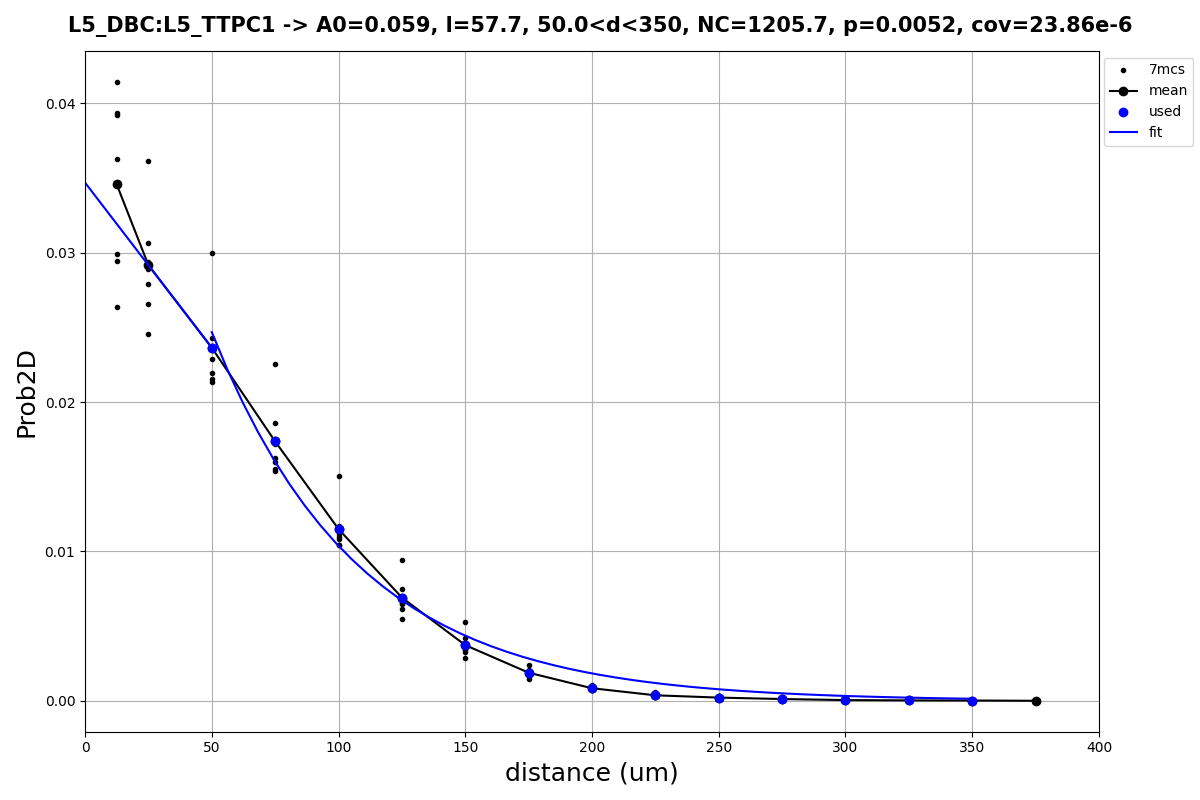 L5_DBC:L5_TTPC1 -> A0=0.059, l=57.7, 50.0<d<350, NC=1205.7, p=0.0052, cov=23.86e-6
7mcs
mean
used
fit
0.04
0.03
0.02
0.01
0.00
Prob2D
0 50 100 150 200 250 300 350 400
distance (um)